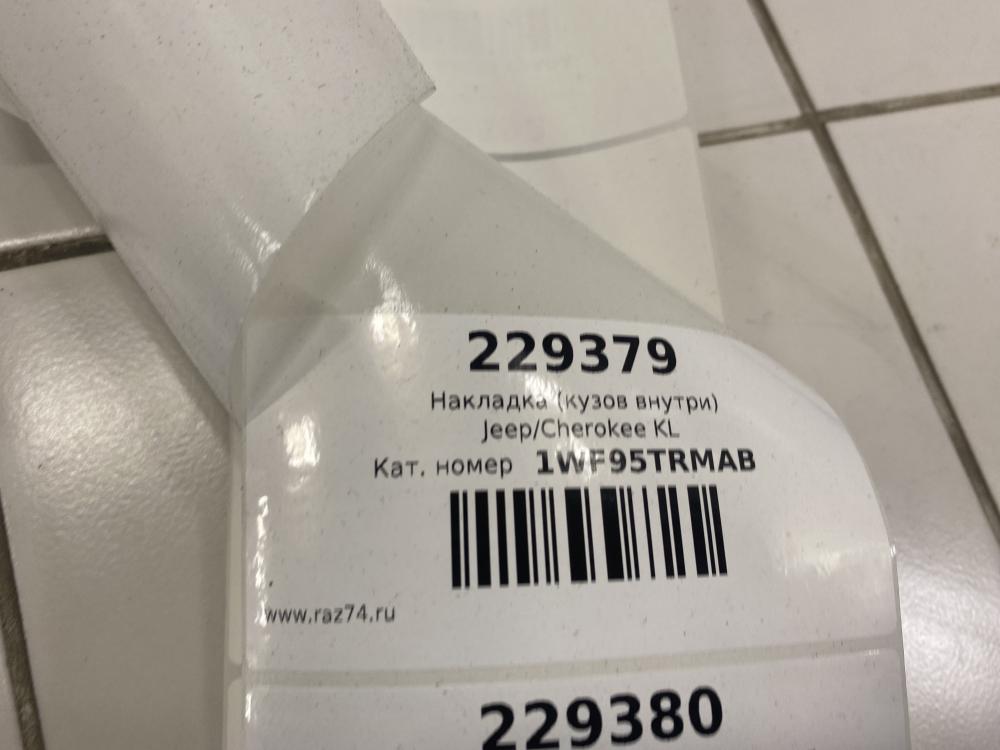 229379
Накладка (кузов внутри)
Jeep/Cherokee KL
Кат. номер 1WF95TRMAB
www.raz74.ru
229380